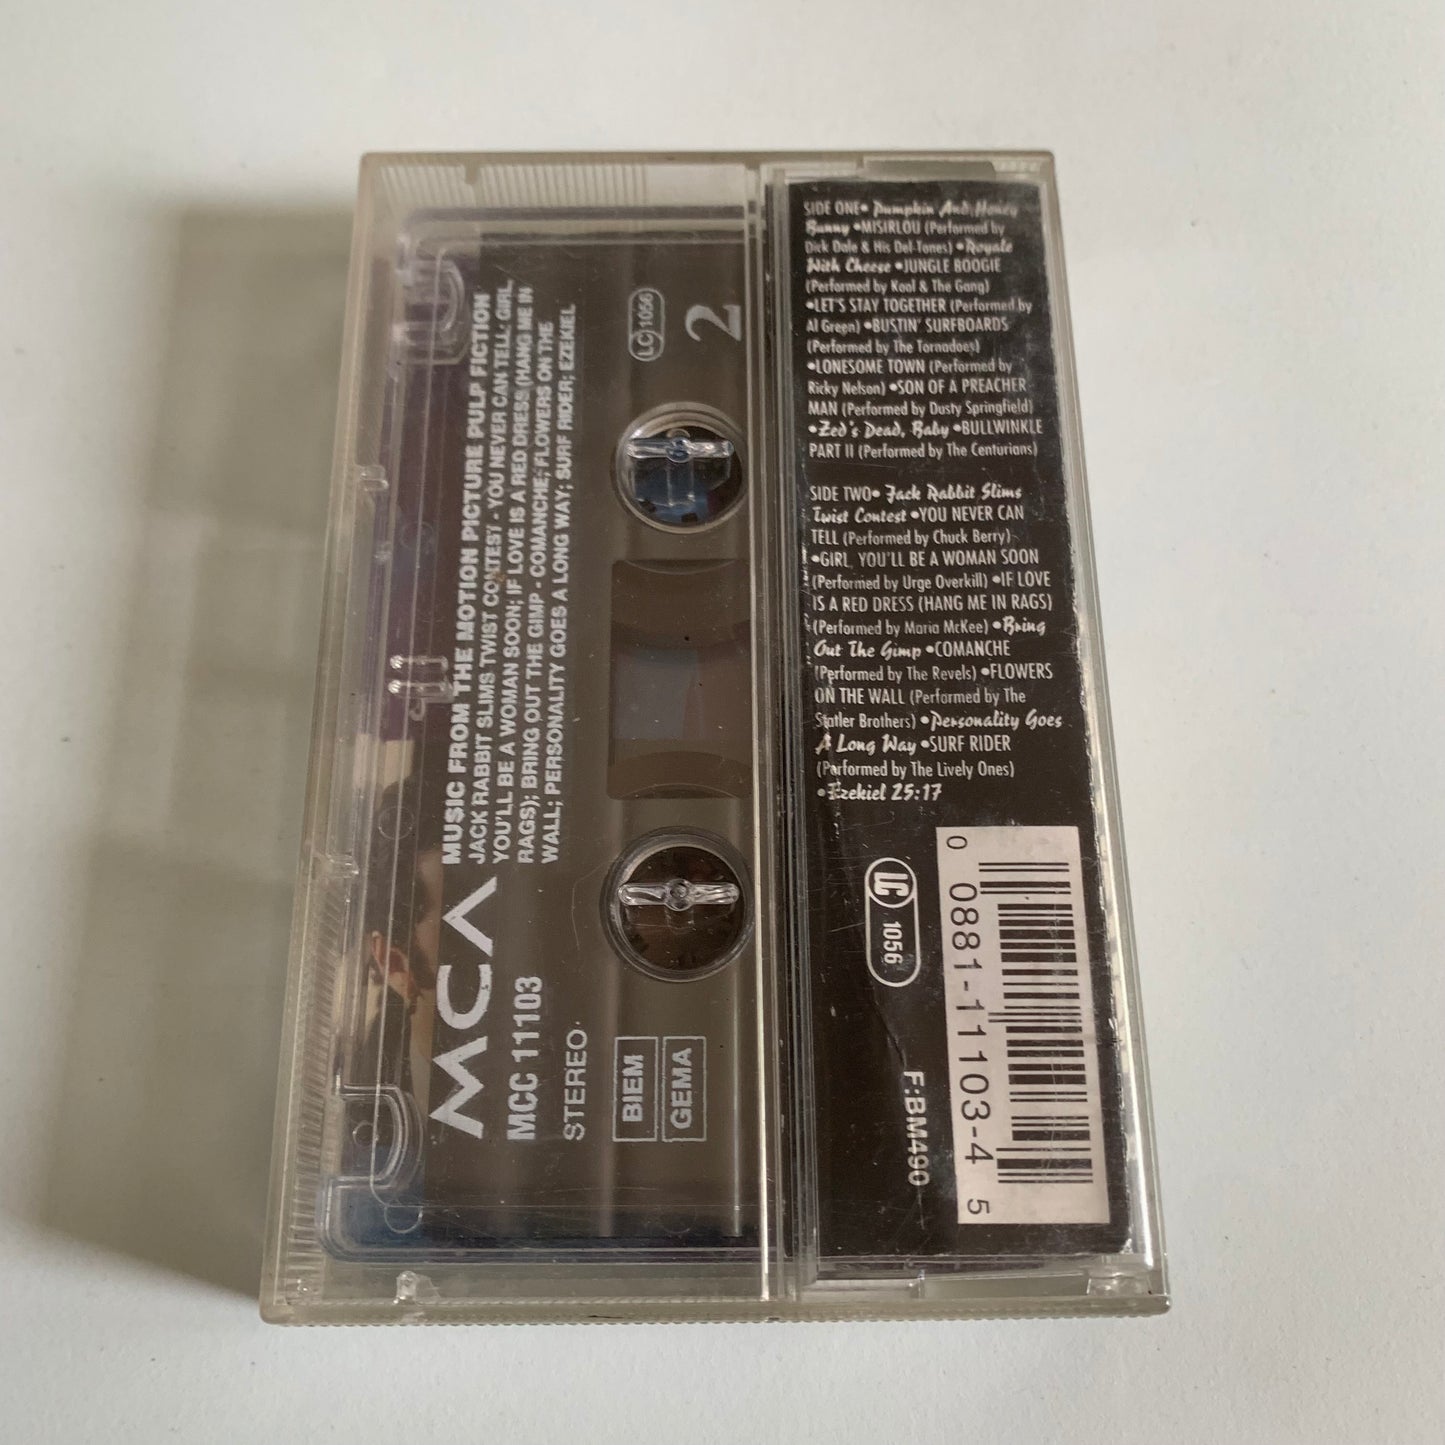 MUSIC FROM THE MOTION PICTURE PULP FICTION
JACK RABBIT SLIMS TWIST CONTEST - YOU NEVER CAN TELL; GIRL,
YOU'LL BE A WOMAN SOON; IF LOVE IS A RED DRESS (HANG ME IN
RAGS); BRING OUT THE GIMP - COMANCHE; FLOWERS ON THE
WALL; PERSONALITY GOES A LONG WAY; SURF RIDER; EZEKIEL
LC 1056
2
MCA
MCC 11103
STEREO
BIEM
GEMA
SIDE ONE• Pumpkin And Honey
Bunny •MISIRLOU (Performed by
Dick Dale & His Del-Tones) •Royale
With Cheese •JUNGLE BOOGIE
(Performed by Kool & The Gang)
•LET'S STAY TOGETHER (Performed by
Al Green) •BUSTIN' SURFBOARDS
(Performed by The Tornadoes)
•LONESOME TOWN (Performed by
Ricky Nelson) •SON OF A PREACHER
MAN (Performed by Dusty Springfield)
•Zed's Dead, Baby •BULLWINKLE
PART II (Performed by The Centurians)
SIDE TWO• Jack Rabbit Slims
Twist Contest •YOU NEVER CAN
TELL (Performed by Chuck Berry)
•GIRL, YOU'LL BE A WOMAN SOON
(Performed by Urge Overkill) •IF LOVE
IS A RED DRESS (HANG ME IN RAGS)
(Performed by Maria McKee) •Bring
Out The Gimp •COMANCHE
(Performed by The Revels) •FLOWERS
ON THE WALL (Performed by The
Statler Brothers) •Personality Goes
A Long Way •SURF RIDER
(Performed by The Lively Ones)
•Ezekiel 25:17
LC 1056
F:BM490
0 0881-11103-4 5